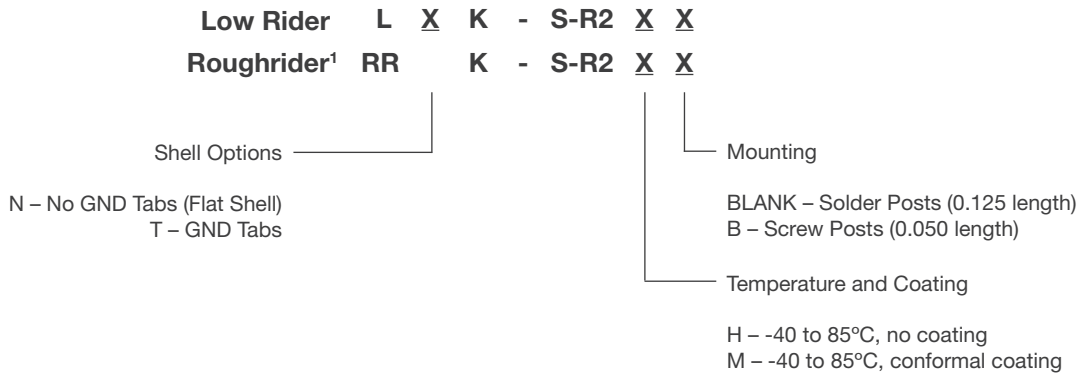 Low Rider L X K - S-R2 X X
Roughrider¹ RR K - S-R2 X X
Shell Options
N – No GND Tabs (Flat Shell)
T – GND Tabs
Mounting
BLANK – Solder Posts (0.125 length)
B – Screw Posts (0.050 length)
Temperature and Coating
H – -40 to 85ºC, no coating
M – -40 to 85ºC, conformal coating